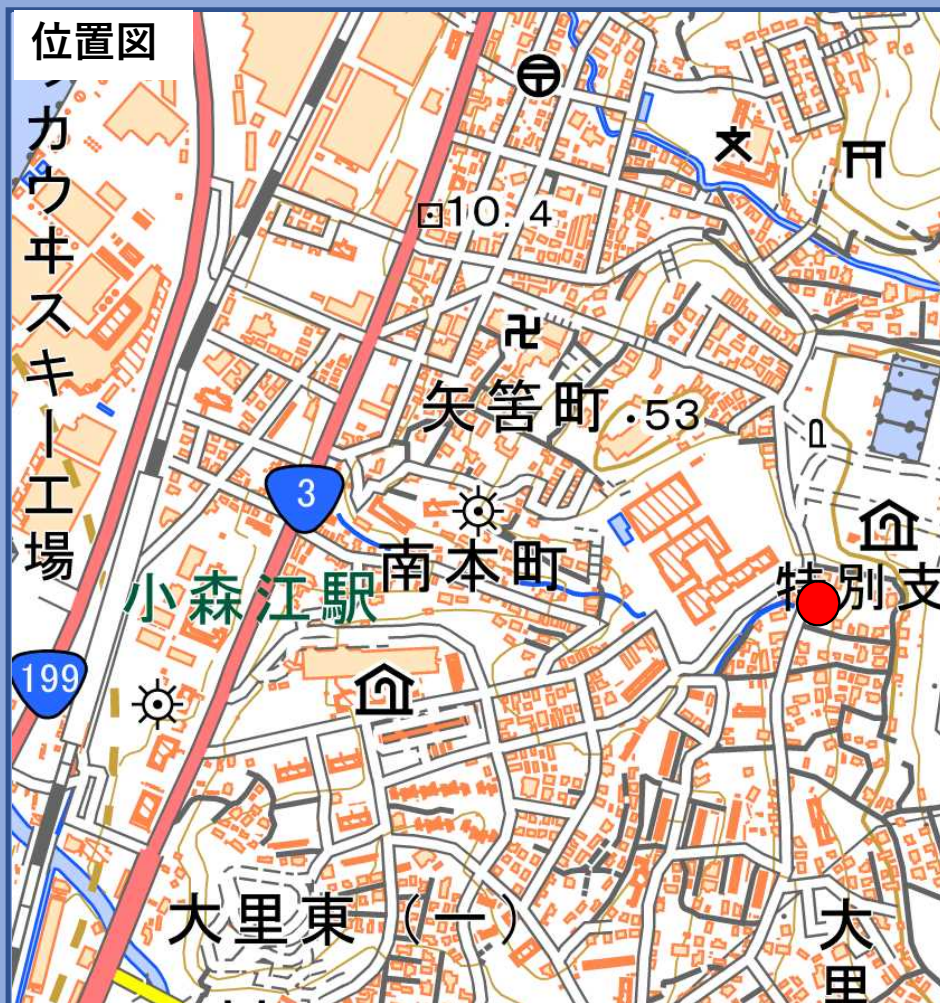 位置図
カウヰスキー工場
10.4
矢筈町
・53
3
南本町
小森江駅
特別支
199
大里東（一）
大里